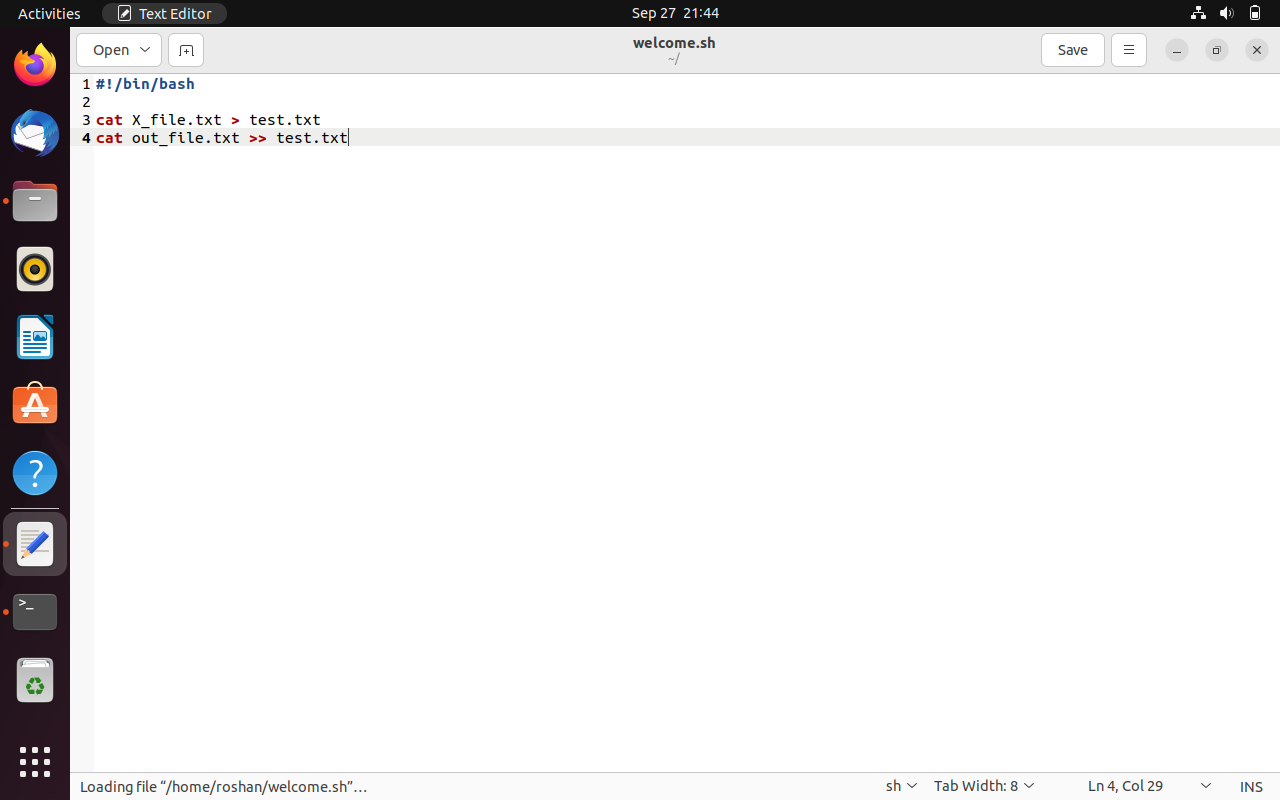 Activities
Text Editor
Sep 27 21:44
Open
welcome.sh
~/
Save
1 #!/bin/bash
2
3 cat X_file.txt > test.txt
4 cat out_file.txt >> test.txt
Loading file “/home/roshan/welcome.sh”…
sh
Tab Width: 8
Ln 4, Col 29
INS